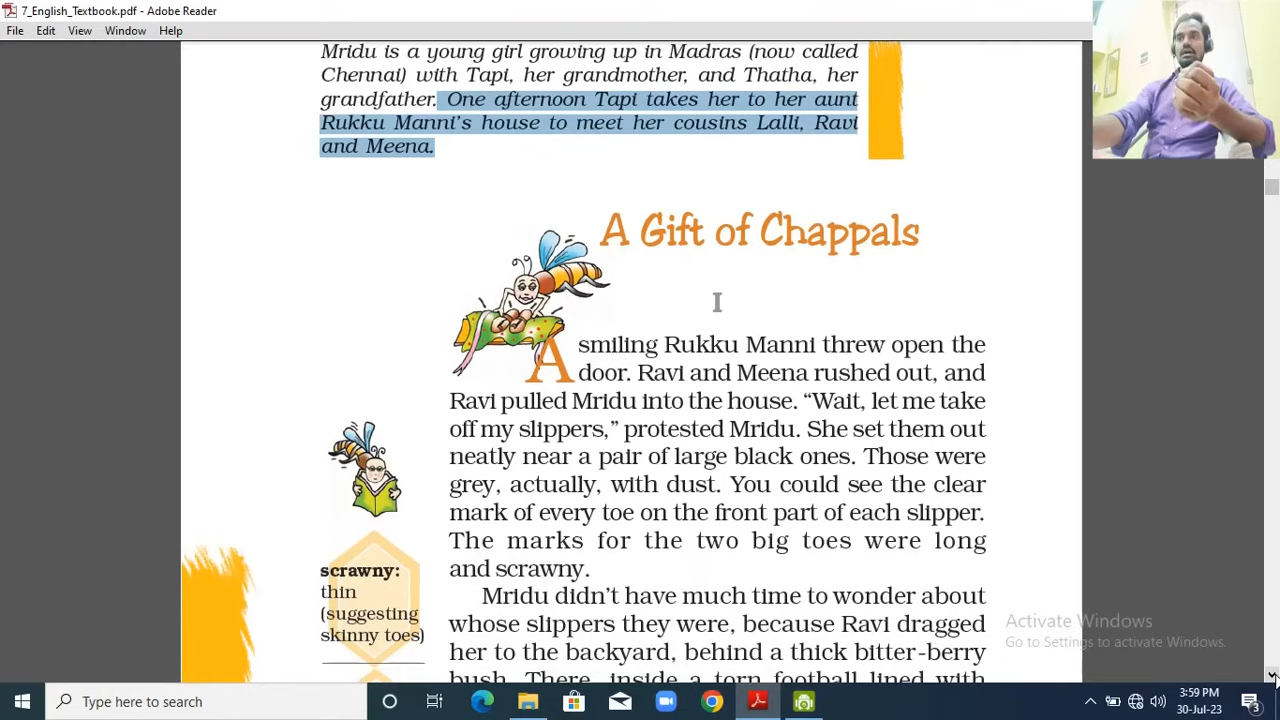 7_English_Textbook.pdf - Adobe Reader
File Edit View Window Help
Mridu is a young girl growing up in Madras (now called
Chennai) with Tapi, her grandmother, and Thatha, her
grandfather. One afternoon Tapi takes her to her aunt
Rukku Manni's house to meet her cousins Lalli, Ravi
and Meena.
A Gift of Chappals
I
A smiling Rukku Manni threw open the
door. Ravi and Meena rushed out, and
Ravi pulled Mridu into the house. “Wait, let me take
off my slippers,” protested Mridu. She set them out
neatly near a pair of large black ones. Those were
grey, actually, with dust. You could see the clear
mark of every toe on the front part of each slipper.
The marks for the two big toes were long
and scrawny.
scrawny:
thin
(suggesting
skinny toes)
Mridu didn't have much time to wonder about
whose slippers they were, because Ravi dragged
her to the backyard, behind a thick bitter-berry
bush. There, inside a torn football lined with
Activate Windows
Go to Settings to activate Windows.
Type here to search
3:59 PM
30-Jul-23
3